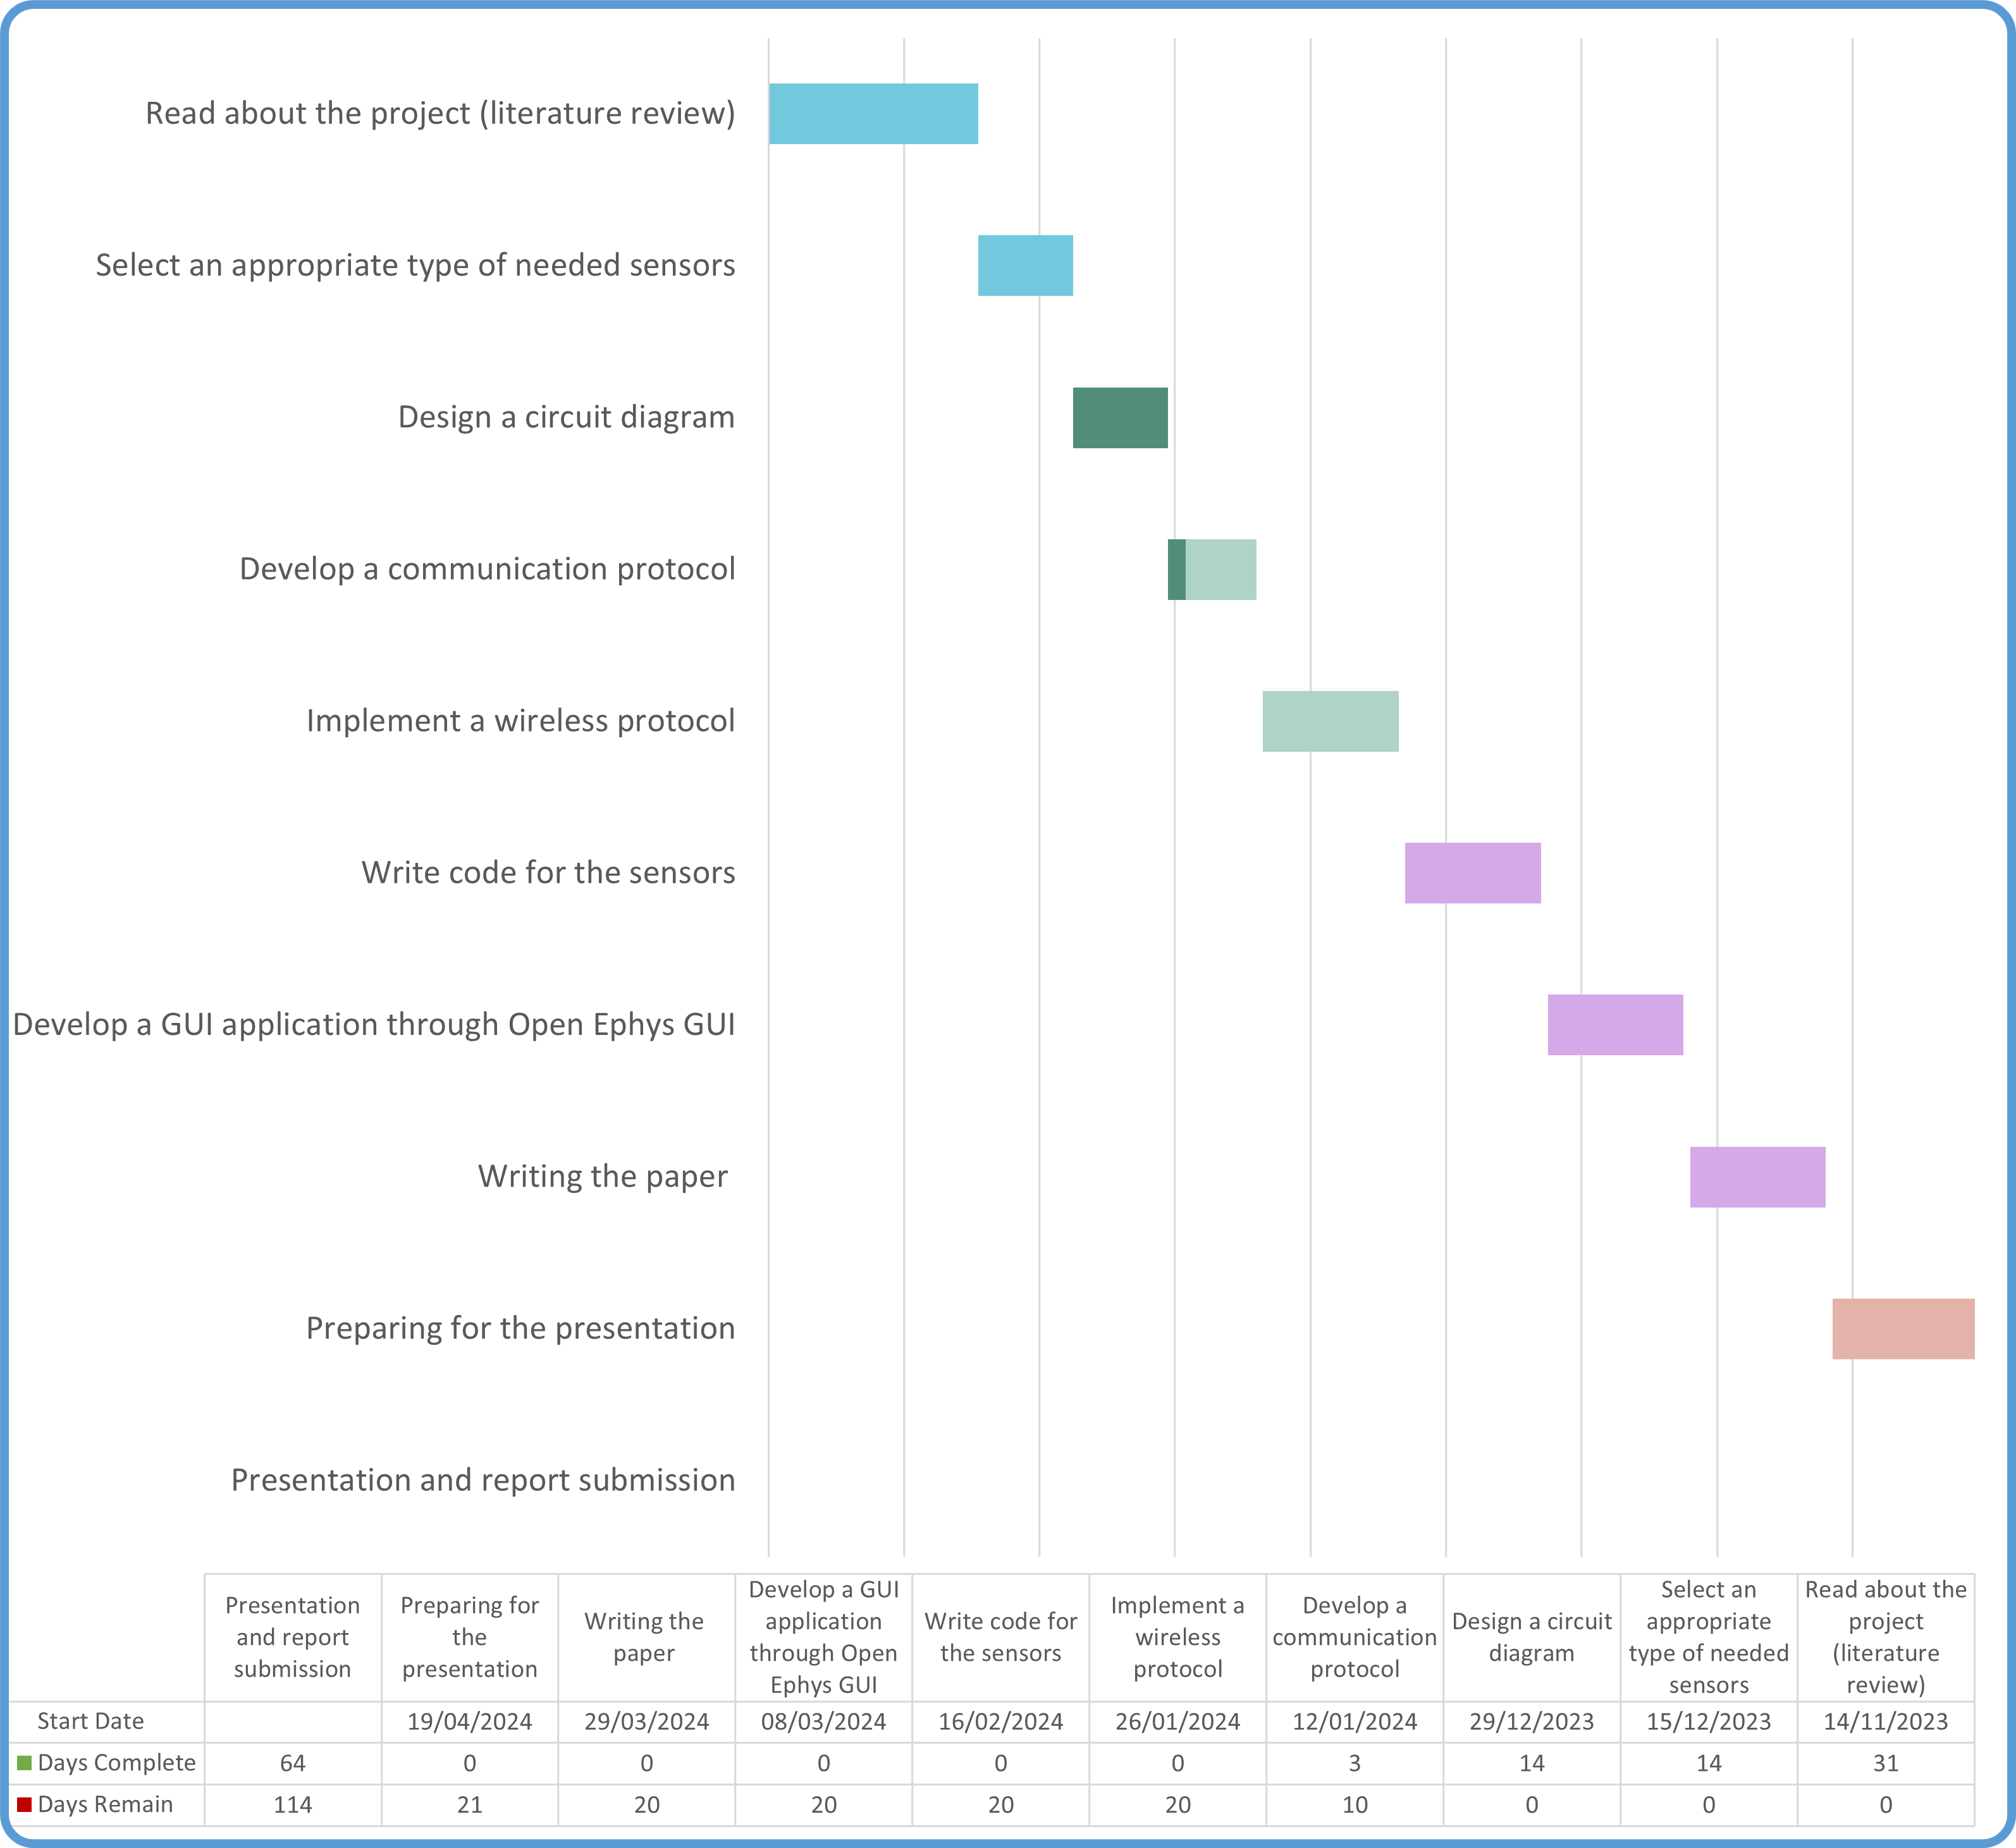 Read about the project (literature review)
Select an appropriate type of needed sensors
Design a circuit diagram
Develop a communication protocol
Implement a wireless protocol
Write code for the sensors
Develop a GUI application through Open Ephys GUI
Writing the paper
Preparing for the presentation
Presentation and report submission
Presentation and report submission | Preparing for the presentation | Writing the paper | Develop a GUI application through Open Ephys GUI | Write code for the sensors | Implement a wireless protocol | Develop a communication protocol | Design a circuit diagram | Select an appropriate type of needed sensors | Read about the project (literature review)
Start Date | 19/04/2024 | 29/03/2024 | 08/03/2024 | 16/02/2024 | 26/01/2024 | 12/01/2024 | 29/12/2023 | 15/12/2023 | 14/11/2023
Days Complete | 64 | 0 | 0 | 0 | 0 | 0 | 3 | 14 | 14 | 31
Days Remain | 114 | 21 | 20 | 20 | 20 | 20 | 10 | 0 | 0 | 0